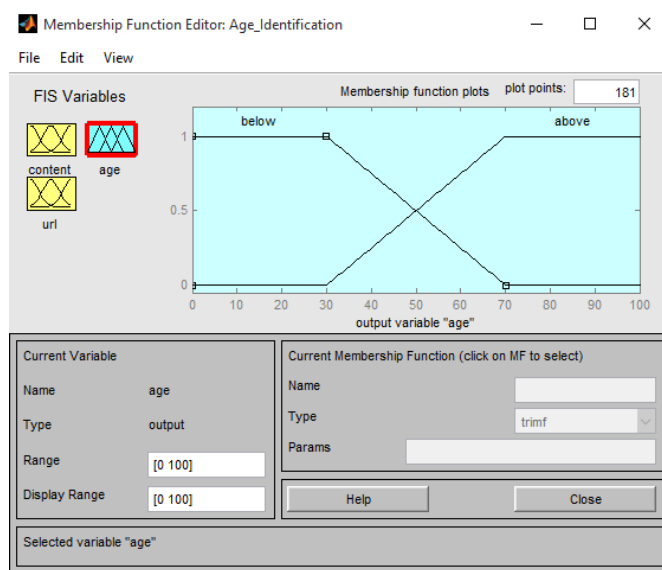 Membership Function Editor: Age_Identification
File Edit View
FIS Variables
content age
url
Membership function plots plot points: 181
below above
1
0.5
0
0 10 20 30 40 50 60 70 80 90 100
output variable "age"
Current Variable
Name age
Type output
Range [0 100]
Display Range [0 100]
Current Membership Function (click on MF to select)
Name
Type trimf
Params
Help Close
Selected variable "age"